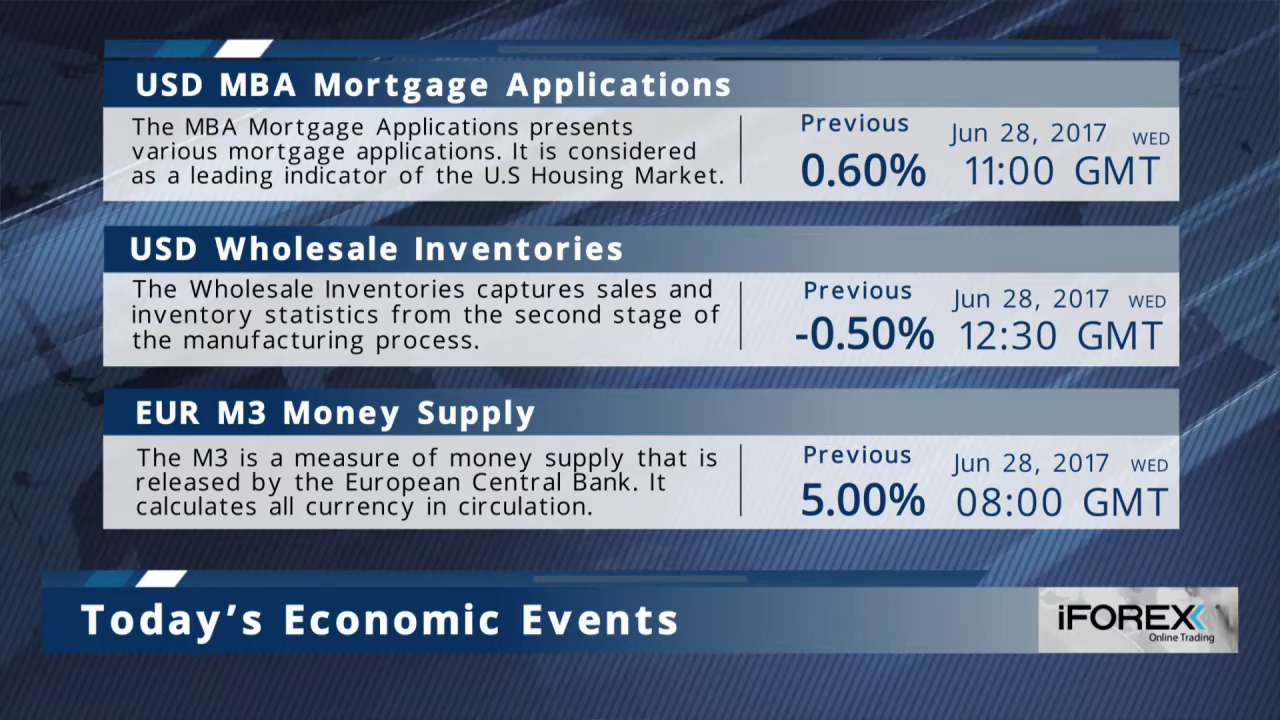 USD MBA Mortgage Applications
The MBA Mortgage Applications presents
various mortgage applications. It is considered
as a leading indicator of the U.S Housing Market.
Previous
0.60%
Jun 28, 2017 WED
11:00 GMT
USD Wholesale Inventories
The Wholesale Inventories captures sales and
inventory statistics from the second stage of
the manufacturing process.
Previous
-0.50%
Jun 28, 2017 WED
12:30 GMT
EUR M3 Money Supply
The M3 is a measure of money supply that is
released by the European Central Bank. It
calculates all currency in circulation.
Previous
5.00%
Jun 28, 2017 WED
08:00 GMT
Today's Economic Events
iFOREX
Online Trading